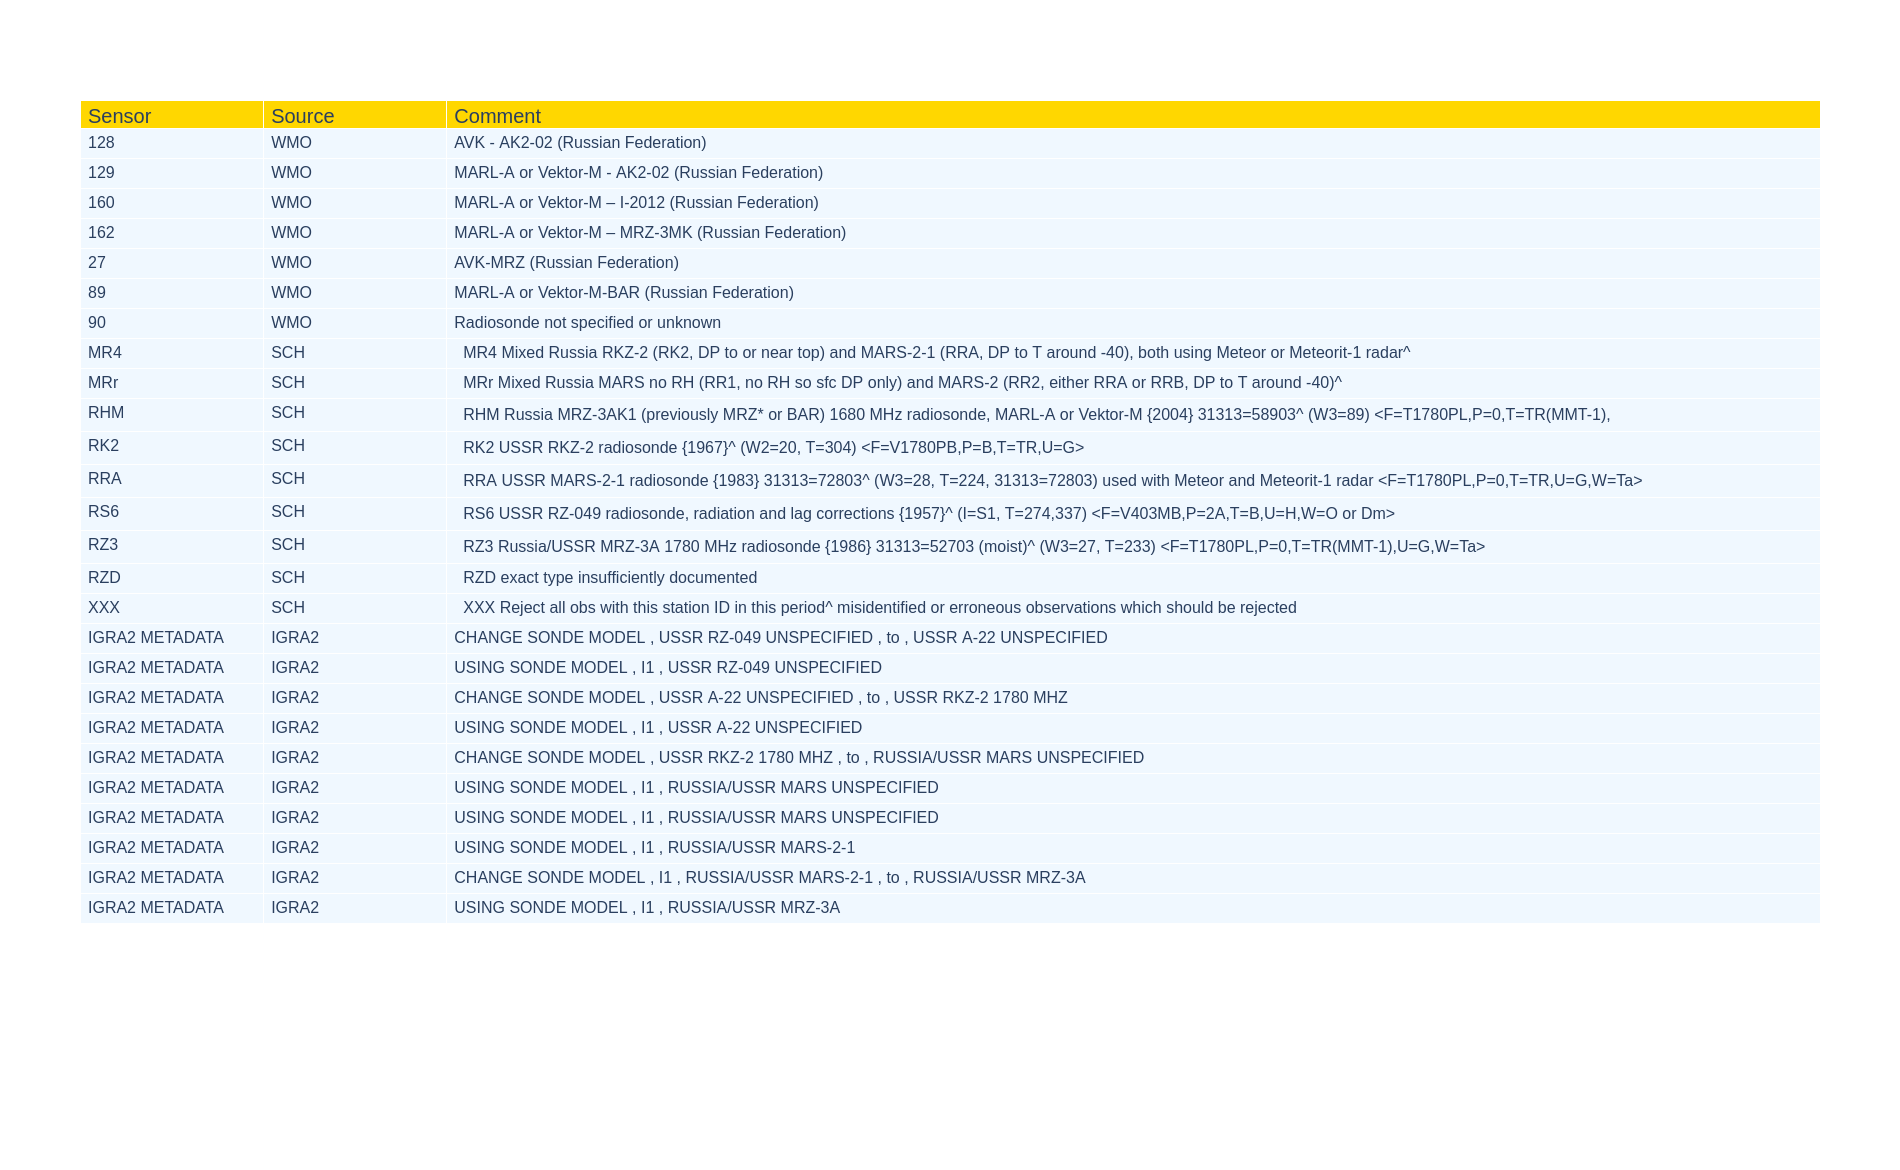 Sensor Source Comment
128 WMO AVK - AK2-02 (Russian Federation)
129 WMO MARL-A or Vektor-M - AK2-02 (Russian Federation)
160 WMO MARL-A or Vektor-M – I-2012 (Russian Federation)
162 WMO MARL-A or Vektor-M – MRZ-3MK (Russian Federation)
27 WMO AVK-MRZ (Russian Federation)
89 WMO MARL-A or Vektor-M-BAR (Russian Federation)
90 WMO Radiosonde not specified or unknown
MR4 SCH MR4 Mixed Russia RKZ-2 (RK2, DP to or near top) and MARS-2-1 (RRA, DP to T around -40), both using Meteor or Meteorit-1 radar^
MRr SCH MRr Mixed Russia MARS no RH (RR1, no RH so sfc DP only) and MARS-2 (RR2, either RRA or RRB, DP to T around -40)^
RHM SCH RHM Russia MRZ-3AK1 (previously MRZ* or BAR) 1680 MHz radiosonde, MARL-A or Vektor-M {2004} 31313=58903^ (W3=89) <F=T1780PL,P=0,T=TR(MMT-1),
RK2 SCH RK2 USSR RKZ-2 radiosonde {1967}^ (W2=20, T=304) <F=V1780PB,P=B,T=TR,U=G>
RRA SCH RRA USSR MARS-2-1 radiosonde {1983} 31313=72803^ (W3=28, T=224, 31313=72803) used with Meteor and Meteorit-1 radar <F=T1780PL,P=0,T=TR,U=G,W=Ta>
RS6 SCH RS6 USSR RZ-049 radiosonde, radiation and lag corrections {1957}^ (I=S1, T=274,337) <F=V403MB,P=2A,T=B,U=H,W=O or Dm>
RZ3 SCH RZ3 Russia/USSR MRZ-3A 1780 MHz radiosonde {1986} 31313=52703 (moist)^ (W3=27, T=233) <F=T1780PL,P=0,T=TR(MMT-1),U=G,W=Ta>
RZD SCH RZD exact type insufficiently documented
XXX SCH XXX Reject all obs with this station ID in this period^ misidentified or erroneous observations which should be rejected
IGRA2 METADATA IGRA2 CHANGE SONDE MODEL , USSR RZ-049 UNSPECIFIED , to , USSR A-22 UNSPECIFIED
IGRA2 METADATA IGRA2 USING SONDE MODEL , I1 , USSR RZ-049 UNSPECIFIED
IGRA2 METADATA IGRA2 CHANGE SONDE MODEL , USSR A-22 UNSPECIFIED , to , USSR RKZ-2 1780 MHZ
IGRA2 METADATA IGRA2 USING SONDE MODEL , I1 , USSR A-22 UNSPECIFIED
IGRA2 METADATA IGRA2 CHANGE SONDE MODEL , USSR RKZ-2 1780 MHZ , to , RUSSIA/USSR MARS UNSPECIFIED
IGRA2 METADATA IGRA2 USING SONDE MODEL , I1 , RUSSIA/USSR MARS UNSPECIFIED
IGRA2 METADATA IGRA2 USING SONDE MODEL , I1 , RUSSIA/USSR MARS UNSPECIFIED
IGRA2 METADATA IGRA2 USING SONDE MODEL , I1 , RUSSIA/USSR MARS-2-1
IGRA2 METADATA IGRA2 CHANGE SONDE MODEL , I1 , RUSSIA/USSR MARS-2-1 , to , RUSSIA/USSR MRZ-3A
IGRA2 METADATA IGRA2 USING SONDE MODEL , I1 , RUSSIA/USSR MRZ-3A